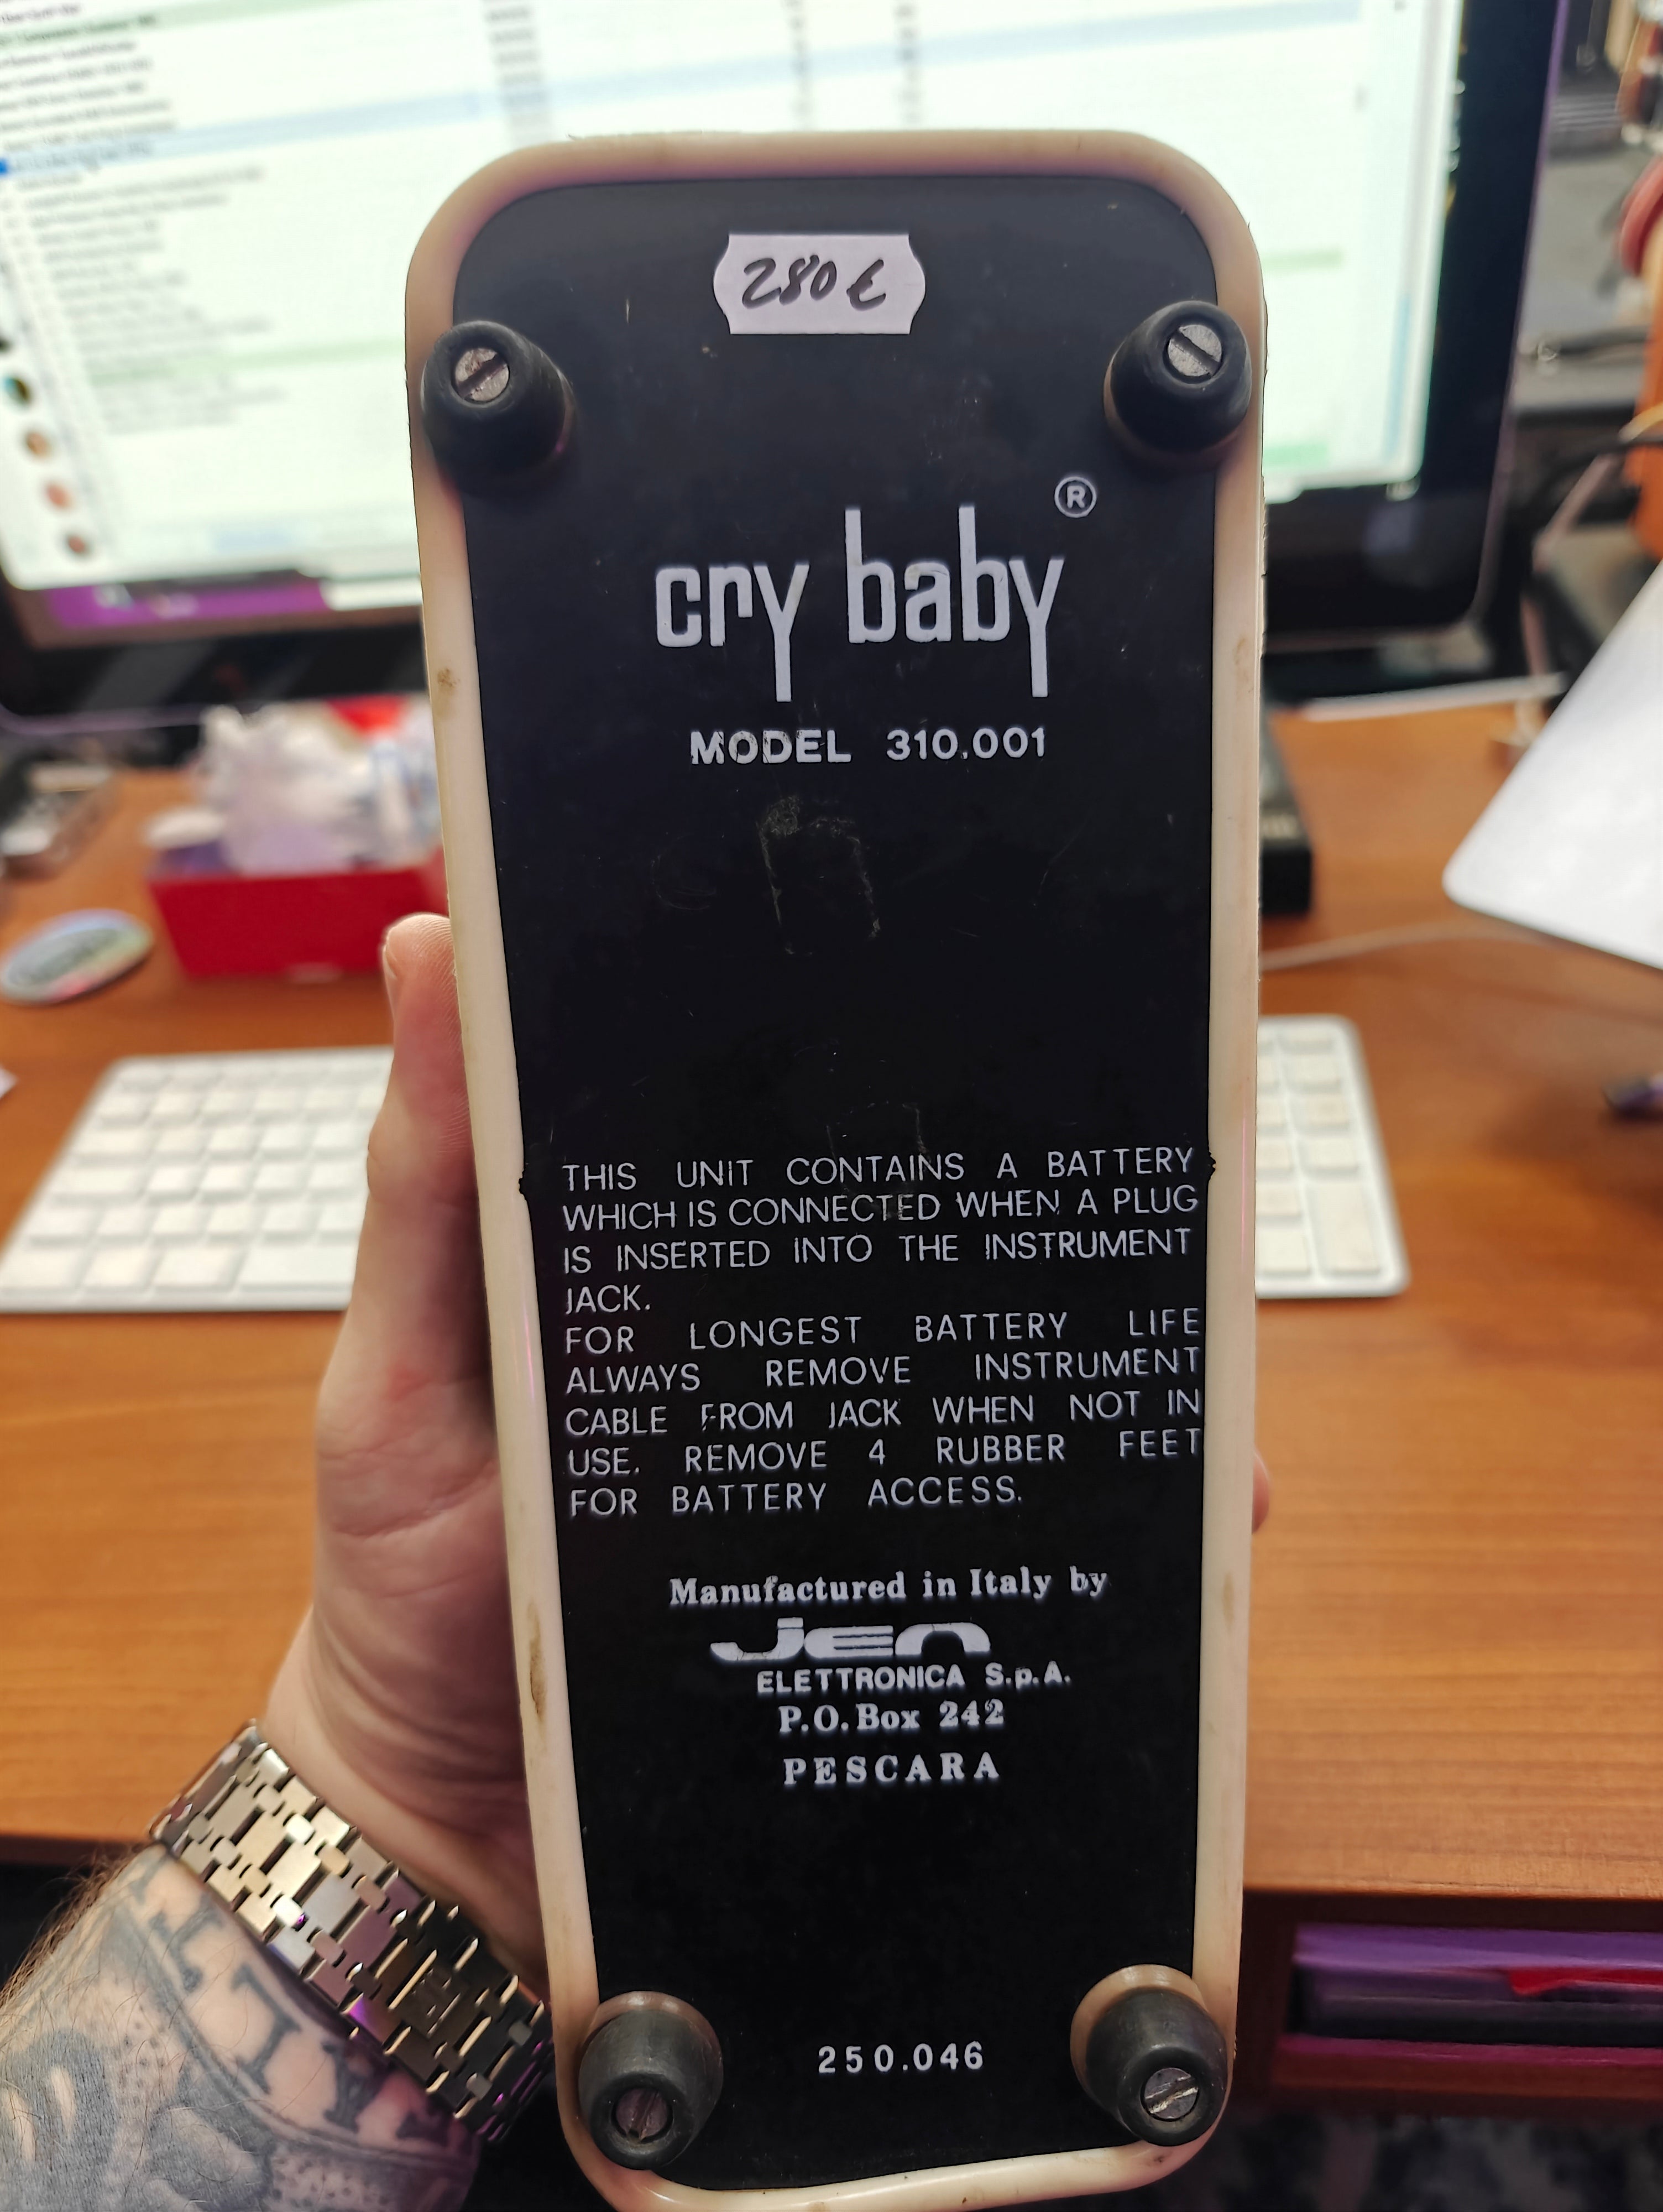 280 €
cry baby ®
MODEL 310.001
THIS UNIT CONTAINS A BATTERY
WHICH IS CONNECTED WHEN A PLUG
IS INSERTED INTO THE INSTRUMENT
JACK.
FOR LONGEST BATTERY LIFE
ALWAYS REMOVE INSTRUMENT
CABLE FROM JACK WHEN NOT IN
USE. REMOVE 4 RUBBER FEET
FOR BATTERY ACCESS.
Manufactured in Italy by
Jen
ELETTRONICA S.p.A.
P.O. Box 242
PESCARA
250.046